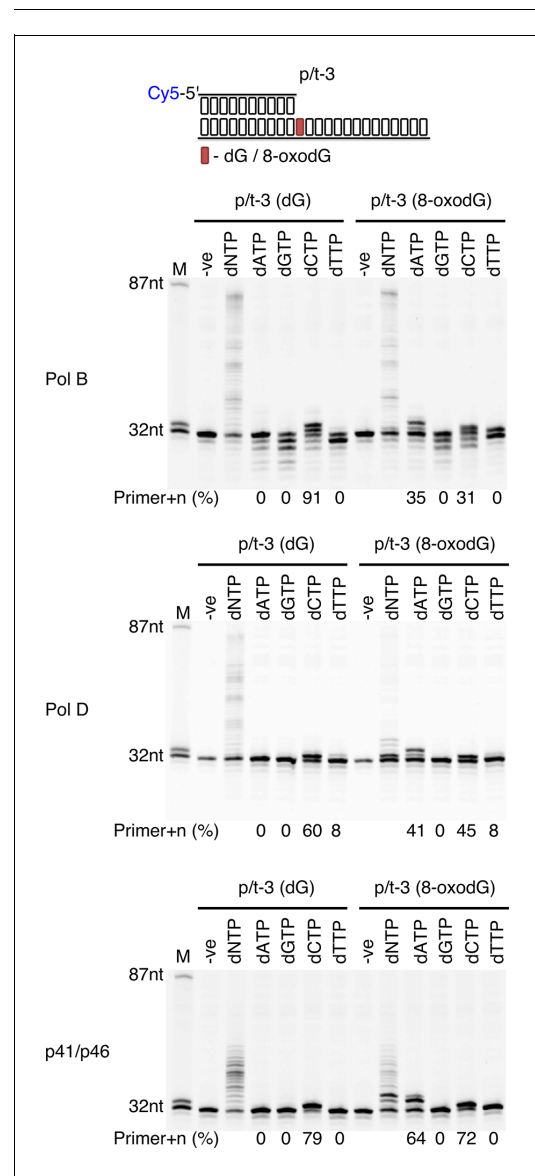 p/t-3
Cy5-5'
- dG / 8-oxodG
p/t-3 (dG) p/t-3 (8-oxodG)
M -ve dNTP dATP dGTP dCTP dTTP -ve dNTP dATP dGTP dCTP dTTP
87nt
Pol B
32nt
Primer+n (%) 0 0 91 0 35 0 31 0
p/t-3 (dG) p/t-3 (8-oxodG)
M -ve dNTP dATP dGTP dCTP dTTP -ve dNTP dATP dGTP dCTP dTTP
87nt
Pol D
32nt
Primer+n (%) 0 0 60 8 41 0 45 8
p/t-3 (dG) p/t-3 (8-oxodG)
M -ve dNTP dATP dGTP dCTP dTTP -ve dNTP dATP dGTP dCTP dTTP
87nt
p41/p46
32nt
Primer+n (%) 0 0 79 0 64 0 72 0